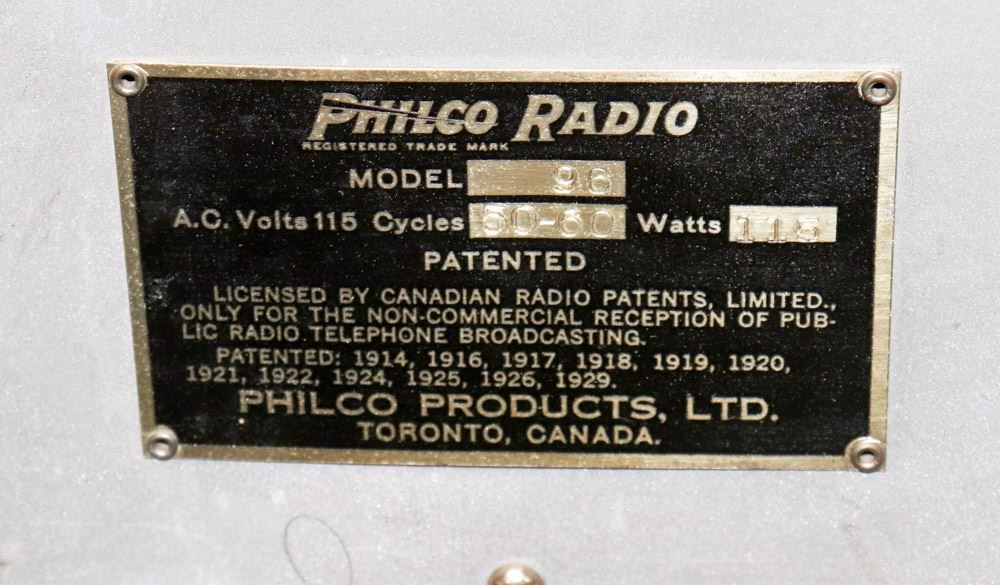 PHILCO RADIO
REGISTERED TRADE MARK
MODEL 96
A.C. Volts 115 Cycles 50-60 Watts 115
PATENTED
LICENSED BY CANADIAN RADIO PATENTS, LIMITED.,
ONLY FOR THE NON-COMMERCIAL RECEPTION OF PUB-
LIC RADIO TELEPHONE BROADCASTING.
PATENTED: 1914, 1916, 1917, 1918, 1919, 1920,
1921, 1922, 1924, 1925, 1926, 1929.
PHILCO PRODUCTS, LTD.
TORONTO, CANADA.